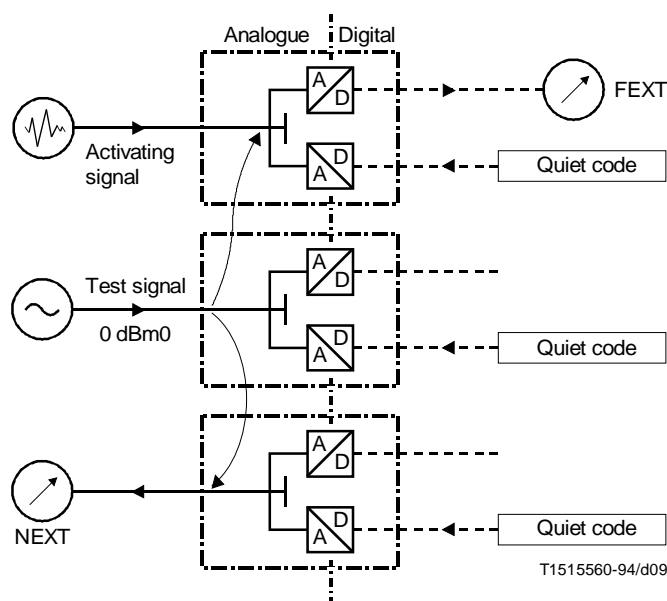 Analogue Digital
A
D
FEXT
Activating
signal
D
A
Quiet code
A
D
Test signal
0 dBm0
D
A
Quiet code
A
D
NEXT
D
A
Quiet code
T1515560-94/d09